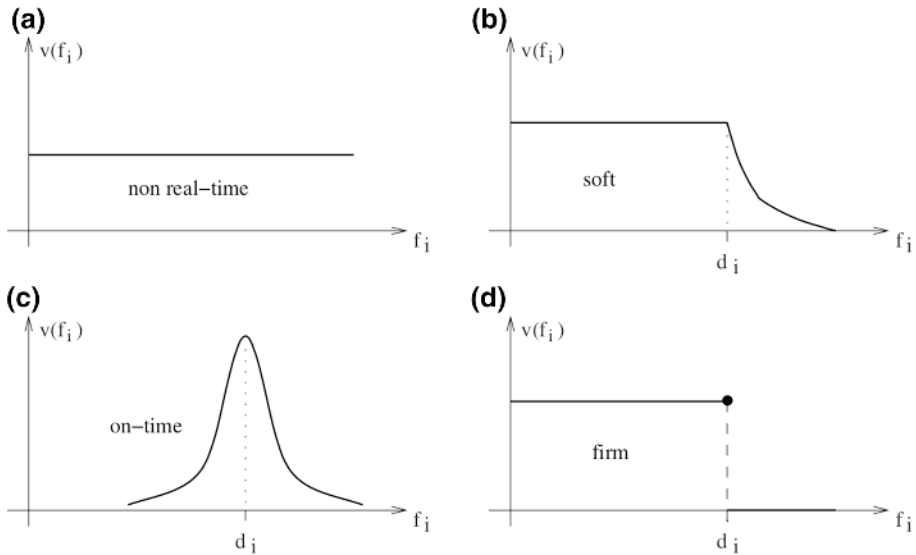 (a)
v(f_i)
non real-time
f_i
(b)
v(f_i)
soft
d_i
f_i
(c)
v(f_i)
on-time
d_i
f_i
(d)
v(f_i)
firm
d_i
f_i